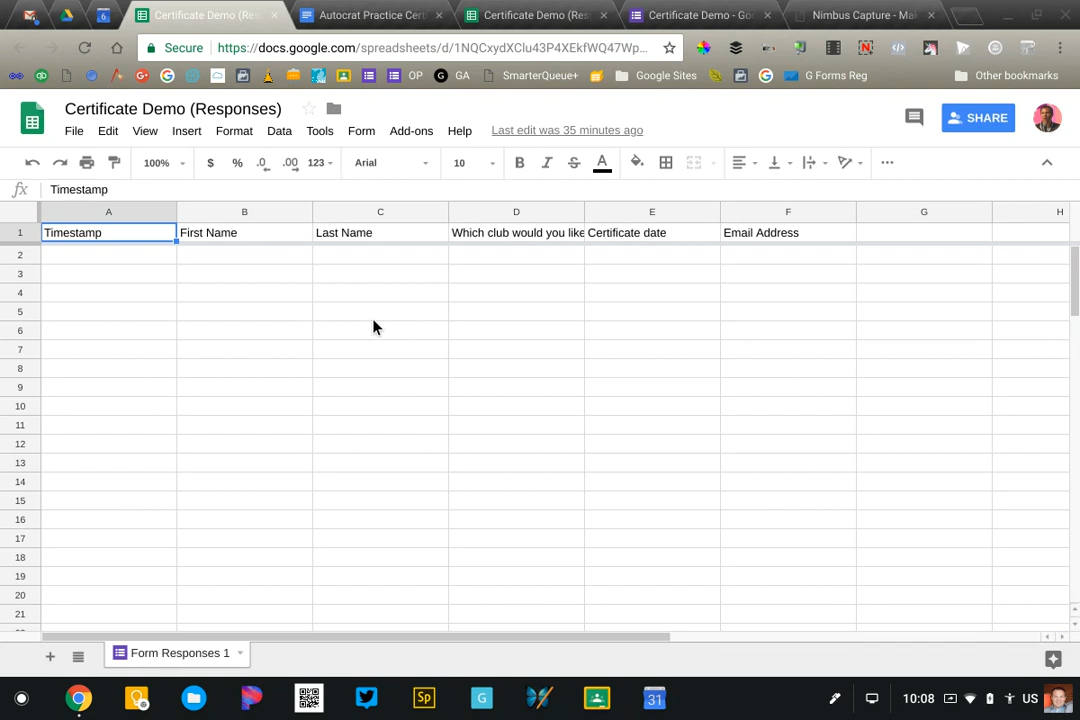 Certificate Demo (Res
Autocrat Practice Cert
Certificate Demo (Res
Certificate Demo - Go
Nimbus Capture - Ma
Secure
https://docs.google.com/spreadsheets/d/1NQCxydXClu43P4XEkfWQ47Wp...
OP
GA
SmarterQueue+
Google Sites
G Forms Reg
Other bookmarks
Certificate Demo (Responses)
File Edit View Insert Format Data Tools Form Add-ons Help Last edit was 35 minutes ago
SHARE
100% $ % .0 .00 123 Arial 10 B I S A
fx Timestamp
A B C D E F G H
1 Timestamp First Name Last Name Which club would you like Certificate date Email Address
2
3
4
5
6
7
8
9
10
11
12
13
14
15
16
17
18
19
20
21
Form Responses 1
Sp
G
31
10:08
US